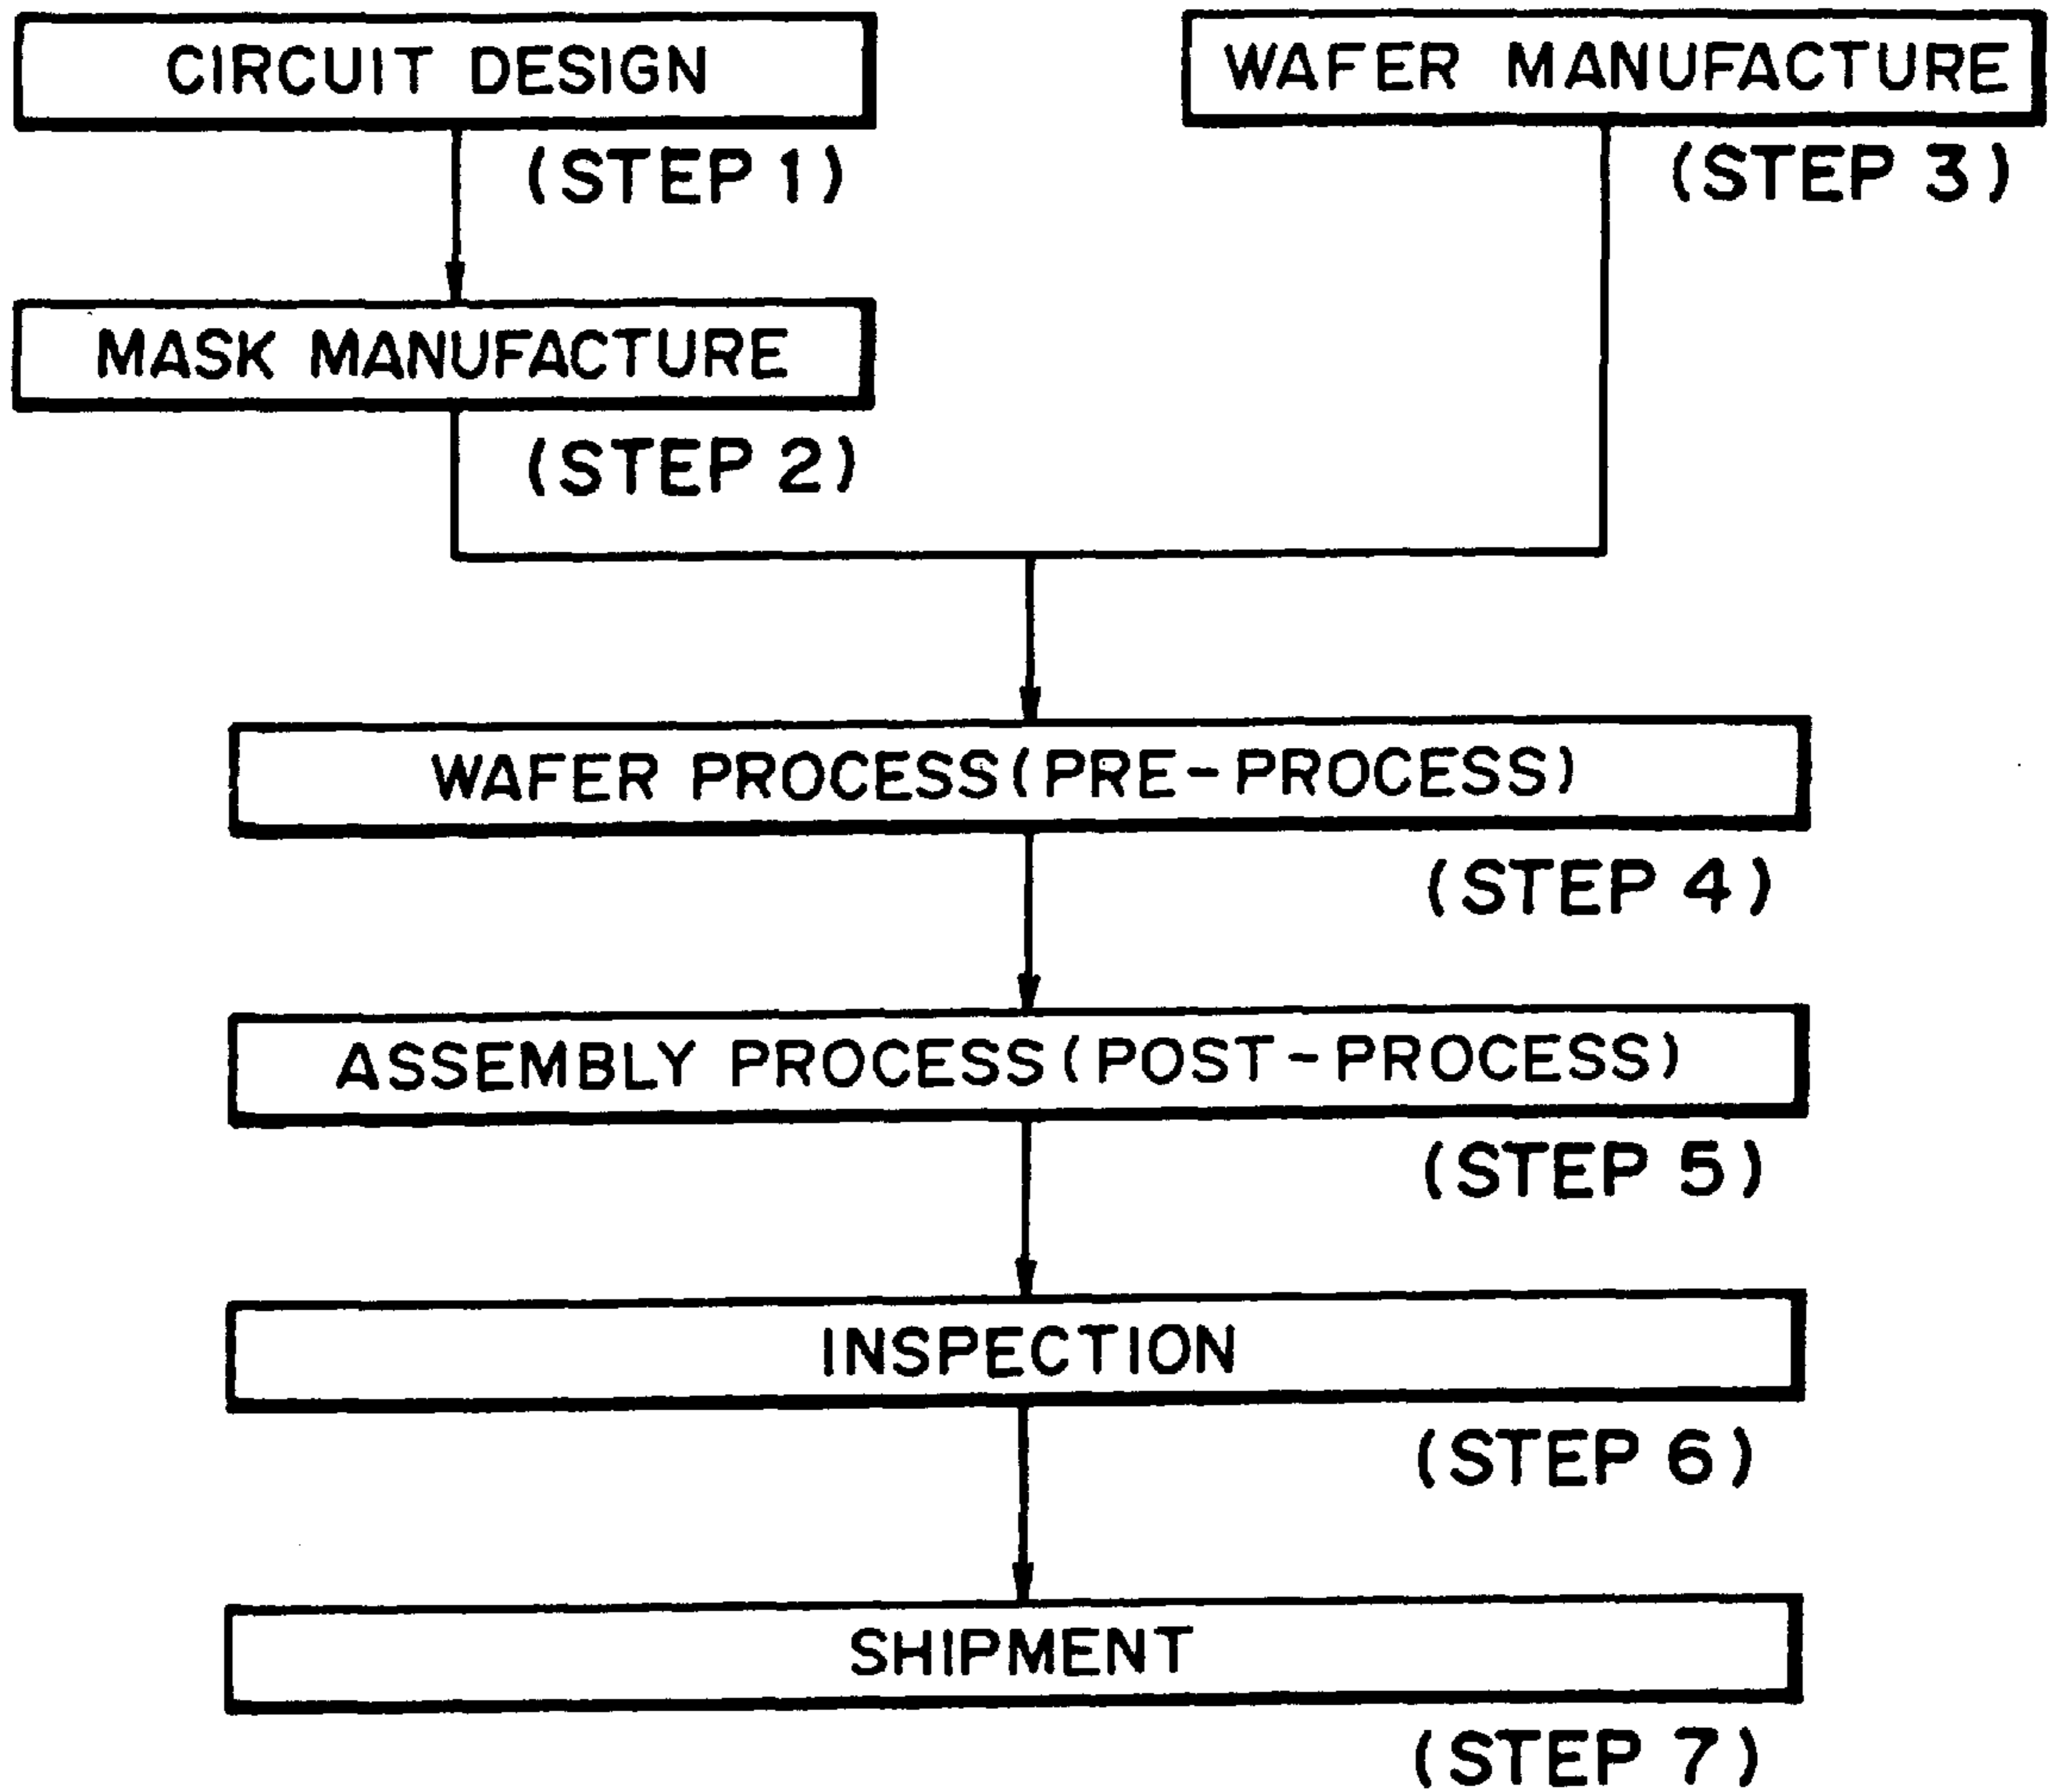 CIRCUIT DESIGN
(STEP 1)
WAFER MANUFACTURE
(STEP 3)
MASK MANUFACTURE
(STEP 2)
WAFER PROCESS(PRE-PROCESS)
(STEP 4)
ASSEMBLY PROCESS(POST-PROCESS)
(STEP 5)
INSPECTION
(STEP 6)
SHIPMENT
(STEP 7)